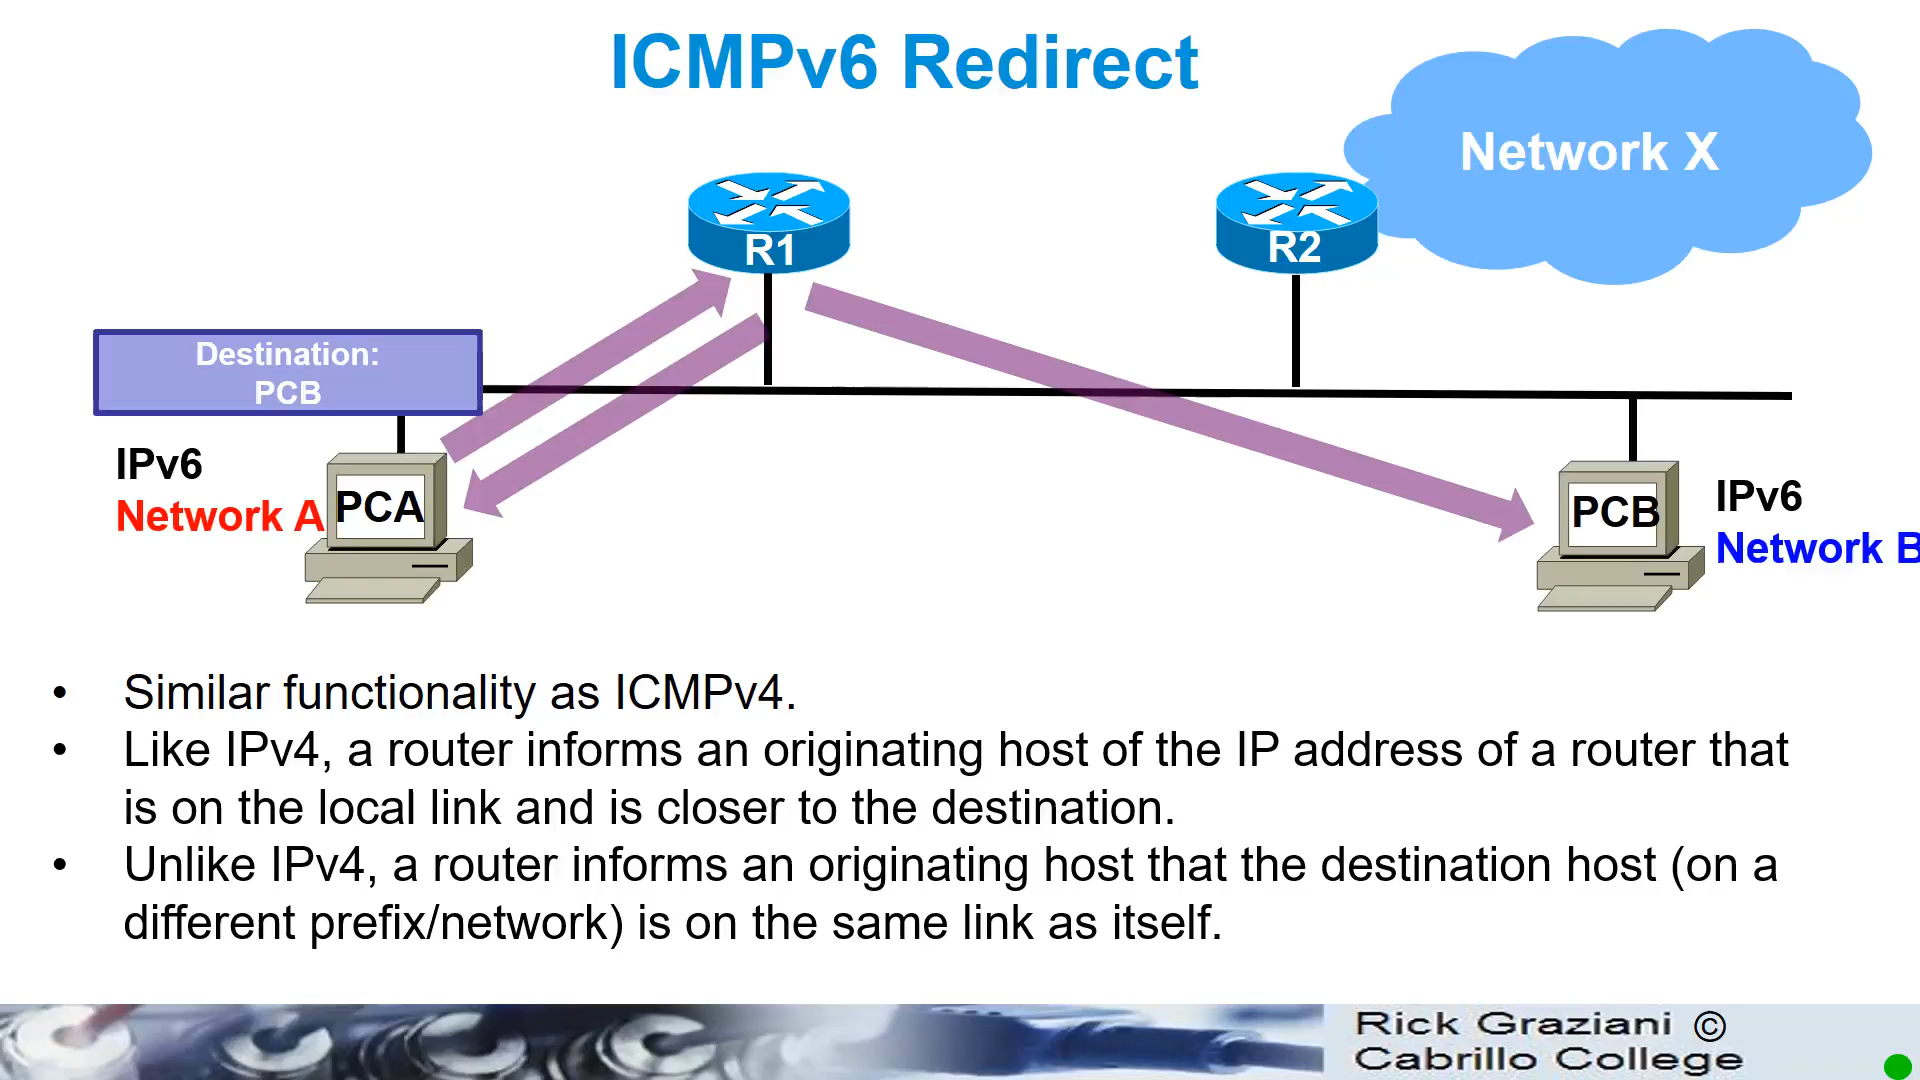 ICMPv6 Redirect
Network X
R1
R2
Destination:
PCB
IPv6
Network A
PCA
PCB
IPv6
Network B
• Similar functionality as ICMPv4.
• Like IPv4, a router informs an originating host of the IP address of a router that
is on the local link and is closer to the destination.
• Unlike IPv4, a router informs an originating host that the destination host (on a
different prefix/network) is on the same link as itself.
Rick Graziani ©
Cabrillo College